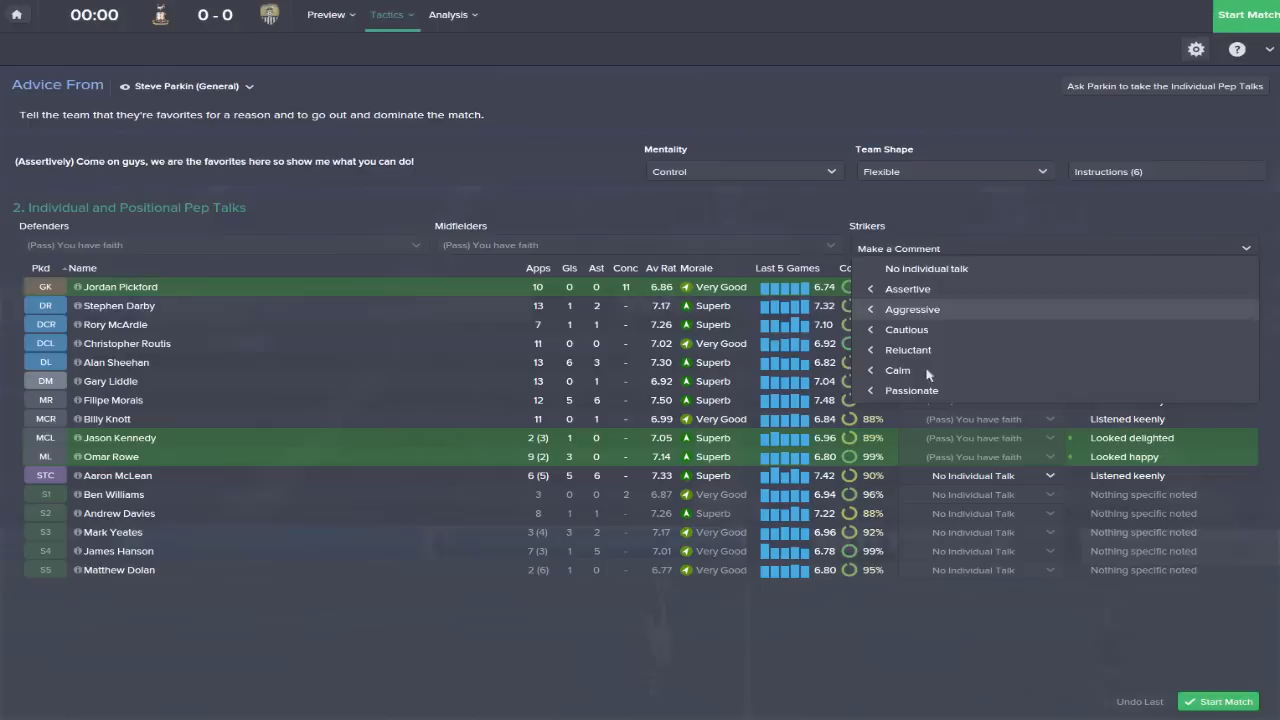 00:00 0 - 0 Preview Tactics Analysis Start Match
?
Advice From Steve Parkin (General) Ask Parkin to take the Individual Pep Talks
Tell the team that they're favorites for a reason and to go out and dominate the match.
Mentality Team Shape
(Assertively) Come on guys, we are the favorites here so show me what you can do!
Control Flexible Instructions (6)
2. Individual and Positional Pep Talks
Defenders Midfielders Strikers
(Pass) You have faith (Pass) You have faith Make a Comment
Pkd Name Apps Gls Ast Conc Av Rat Morale Last 5 Games Co
No individual talk
GK Jordan Pickford 10 0 0 11 6.86 Very Good 6.74
Assertive
DR Stephen Darby 13 1 2 - 7.17 Superb 7.32
Aggressive
DCR Rory McArdle 7 1 1 - 7.26 Superb 7.10
Cautious
DCL Christopher Routis 11 0 0 - 7.02 Very Good 6.92
Reluctant
DL Alan Sheehan 13 6 3 - 7.30 Superb 6.82
Calm
DM Gary Liddle 13 0 1 - 6.92 Superb 7.04
Passionate
MR Filipe Morais 12 5 6 - 7.50 Superb 7.48
MCR Billy Knott 11 0 1 - 6.99 Very Good 6.84 88% (Pass) You have faith Listened keenly
MCL Jason Kennedy 2 (3) 1 0 - 7.05 Superb 6.96 89% (Pass) You have faith Looked delighted
ML Omar Rowe 9 (2) 3 0 - 7.14 Superb 6.80 99% (Pass) You have faith Looked happy
STC Aaron McLean 6 (5) 5 6 - 7.33 Superb 7.42 90% No Individual Talk Listened keenly
S1 Ben Williams 3 0 0 2 6.87 Very Good 6.94 96% No Individual Talk Nothing specific noted
S2 Andrew Davies 8 1 1 - 7.26 Superb 7.22 88% No Individual Talk Nothing specific noted
S3 Mark Yeates 3 (4) 3 2 - 7.17 Very Good 6.96 92% No Individual Talk Nothing specific noted
S4 James Hanson 7 (3) 1 5 - 7.01 Very Good 6.78 99% No Individual Talk Nothing specific noted
S5 Matthew Dolan 2 (6) 1 0 - 6.77 Very Good 6.80 95% No Individual Talk Nothing specific noted
Undo Last Start Match